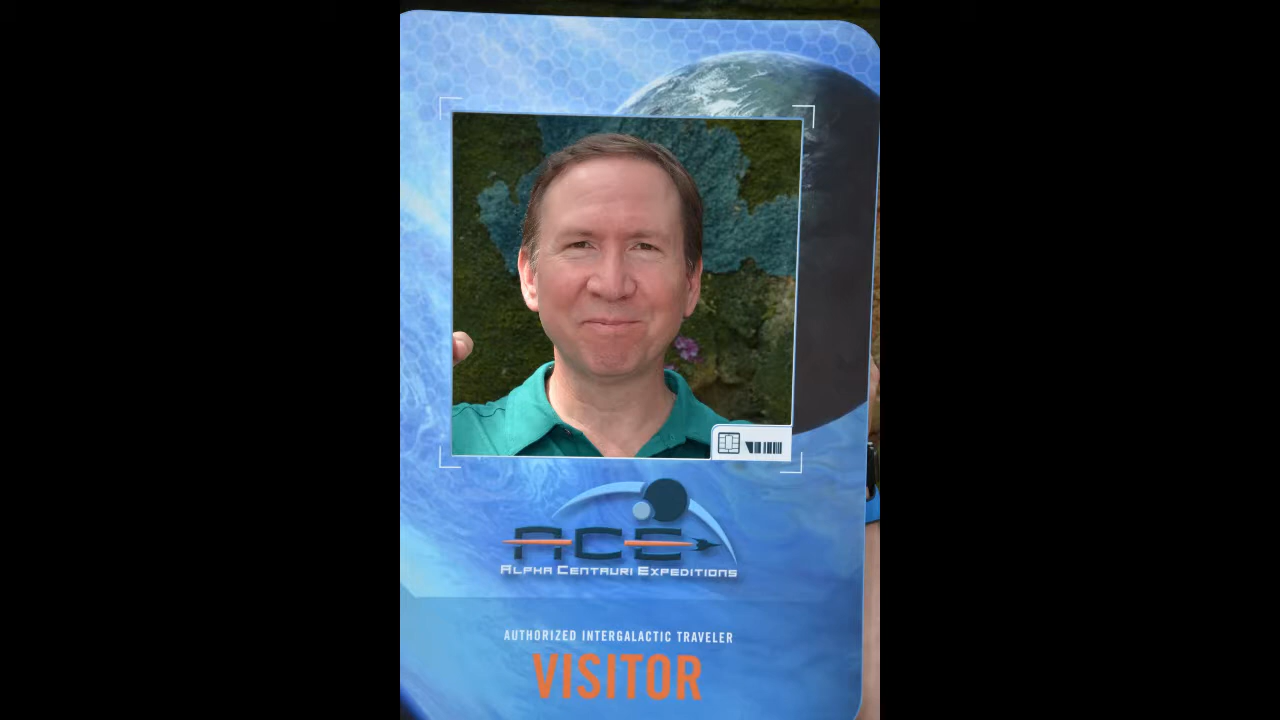 ACE
ALPHA CENTAURI EXPEDITIONS
AUTHORIZED INTERGALACTIC TRAVELER
VISITOR